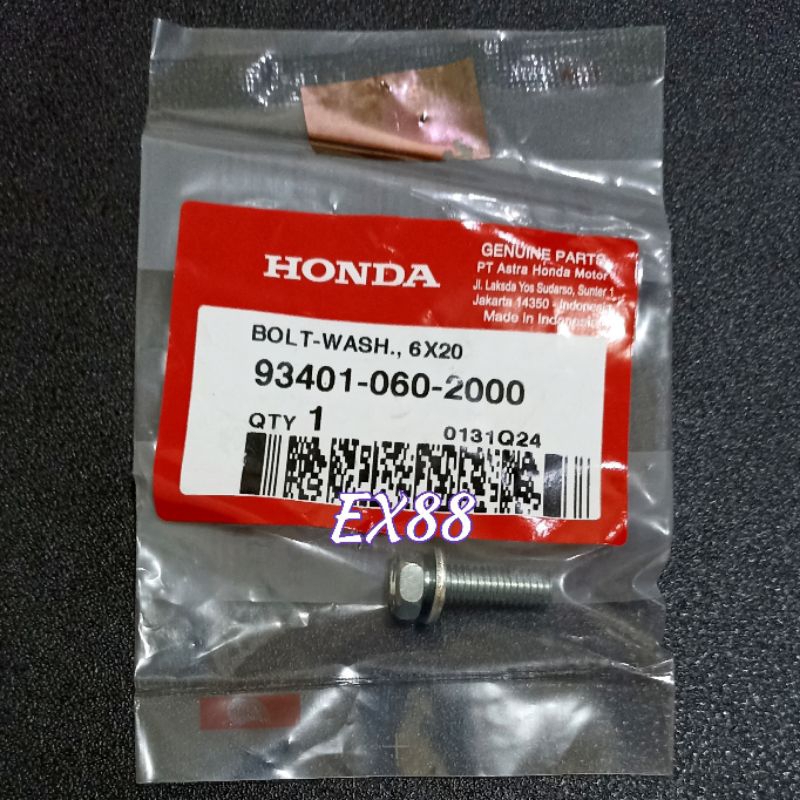 HONDA
GENUINE PARTS
PT Astra Honda Motor
Jl. Laksda Yos Sudarso, Sunter 1
Jakarta 14350 - Indonesia
Made in Indonesia
BOLT-WASH., 6X20
93401-060-2000
QTY 1
0131Q24
EX88